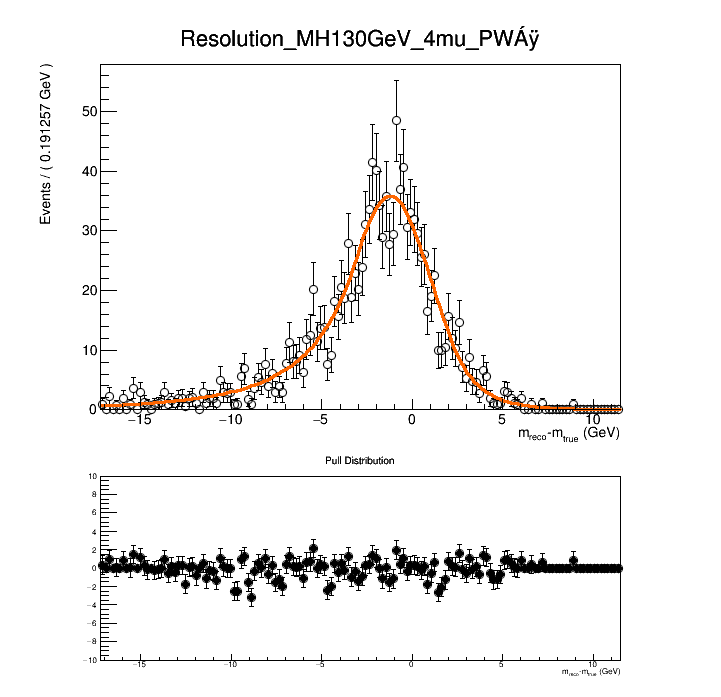 Resolution_MH130GeV_4mu_PWÁÿ
Events / ( 0.191257 GeV )
50
40
30
20
10
0
−15 −10 −5 0 5 10
m_reco-m_true (GeV)
Pull Distribution
10
8
6
4
2
0
−2
−4
−6
−8
−10
−15 −10 −5 0 5 10
m_reco-m_true (GeV)